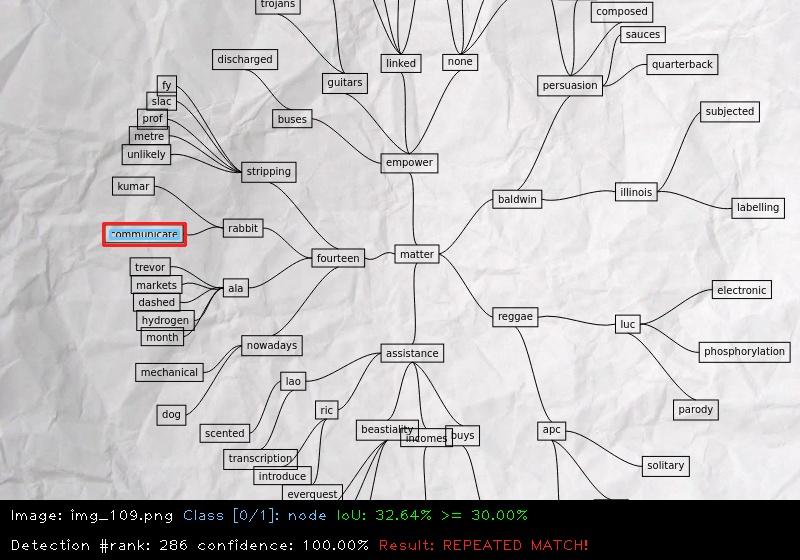 trojans
composed
sauces
linked
none
quarterback
discharged
guitars
persuasion
fy
slac
prof
buses
subjected
metre
unlikely
empower
stripping
kumar
illinois
baldwin
labelling
rabbit
communicate
matter
fourteen
trevor
markets
ala
electronic
dashed
hydrogen
reggae
luc
month
nowadays
assistance
phosphorylation
mechanical
lao
ric
parody
dog
scented
beastiality
incomes
buys
apc
transcription
solitary
introduce
everquest
Image: img_109.png Class [0/1]: node IoU: 32.64% >= 30.00%
Detection #rank: 286 confidence: 100.00% Result: REPEATED MATCH!